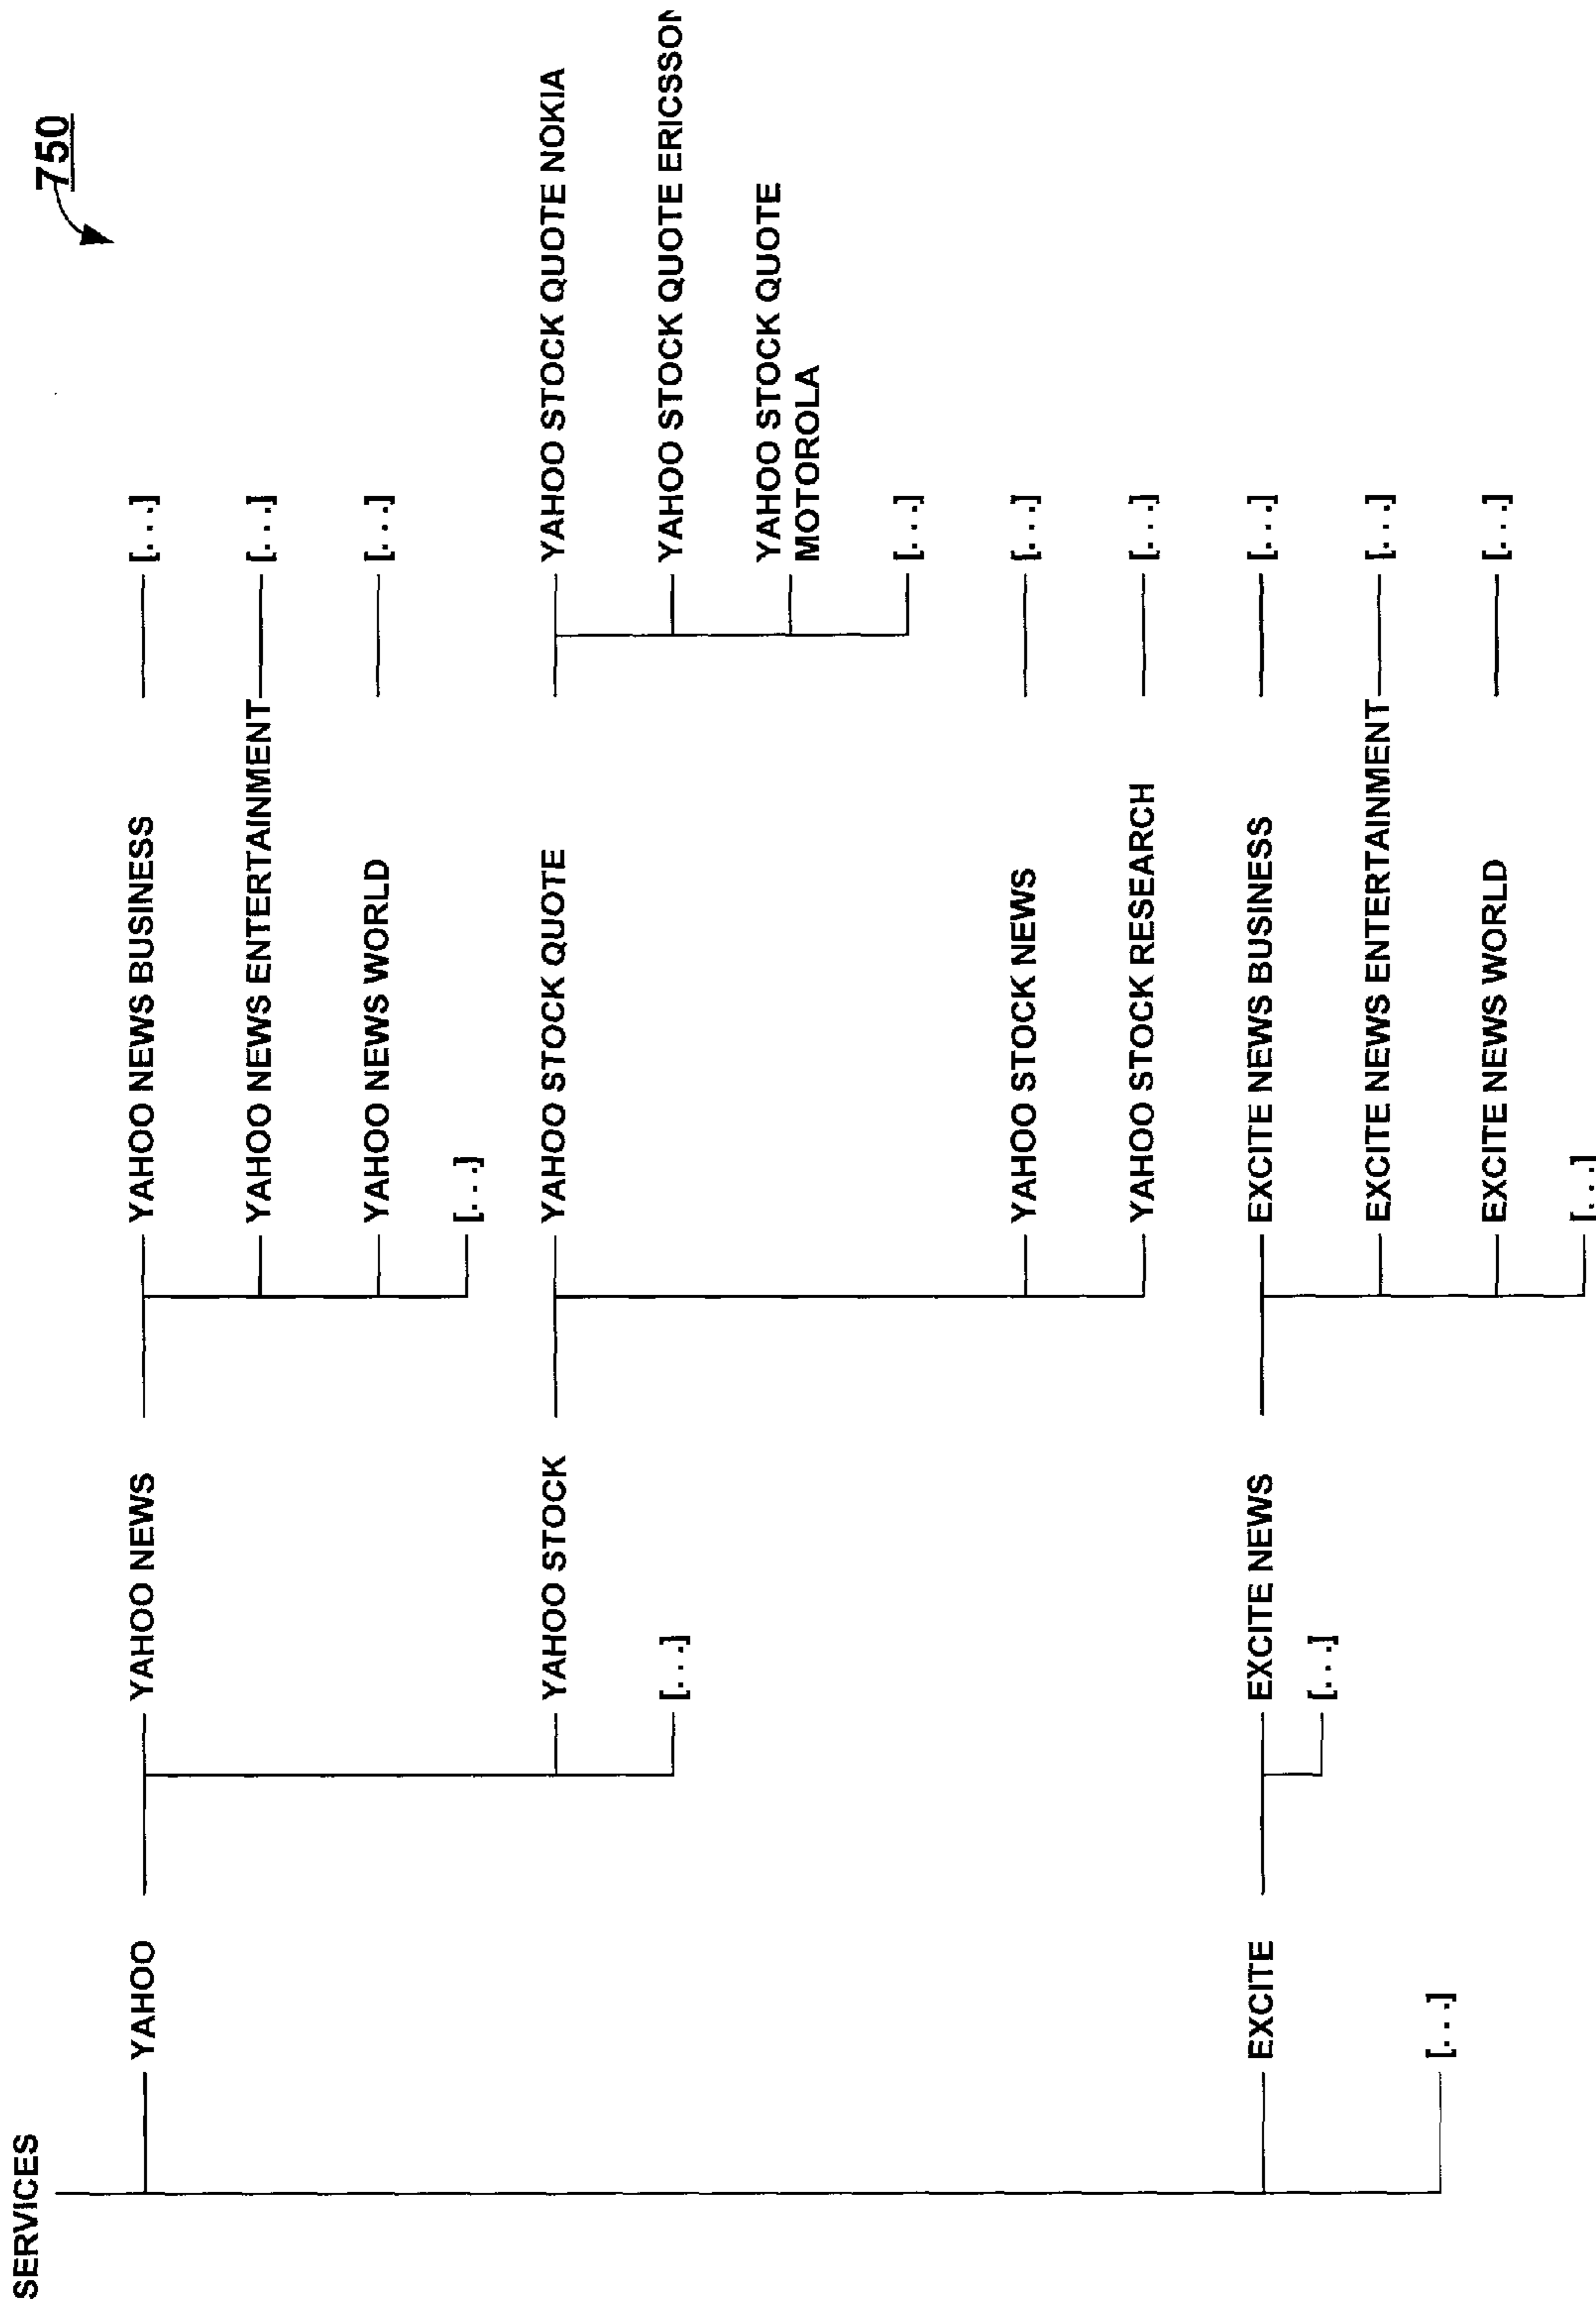 SERVICES
750
YAHOO
YAHOO NEWS
YAHOO NEWS BUSINESS
[...]
YAHOO NEWS ENTERTAINMENT
[...]
YAHOO NEWS WORLD
[...]
[...]
YAHOO STOCK
YAHOO STOCK QUOTE
YAHOO STOCK QUOTE NOKIA
[...]
YAHOO STOCK QUOTE ERICSSON
YAHOO STOCK QUOTE
MOTOROLA
[...]
YAHOO STOCK NEWS
[...]
YAHOO STOCK RESEARCH
[...]
EXCITE
EXCITE NEWS
EXCITE NEWS BUSINESS
[...]
[...]
EXCITE NEWS ENTERTAINMENT
[...]
[...]
EXCITE NEWS WORLD
[...]
[...]